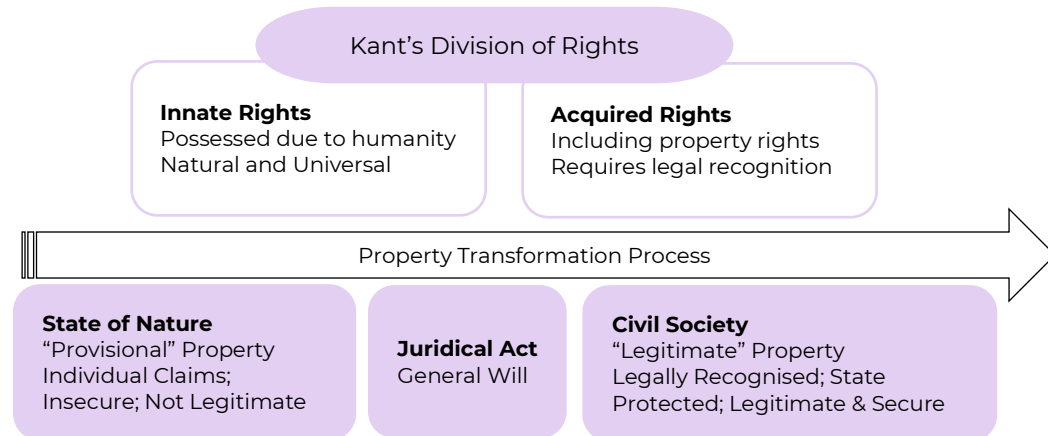 Kant’s Division of Rights
Innate Rights
Possessed due to humanity
Natural and Universal
Acquired Rights
Including property rights
Requires legal recognition
Property Transformation Process
State of Nature
“Provisional” Property
Individual Claims;
Insecure; Not Legitimate
Juridical Act
General Will
Civil Society
“Legitimate” Property
Legally Recognised; State
Protected; Legitimate & Secure